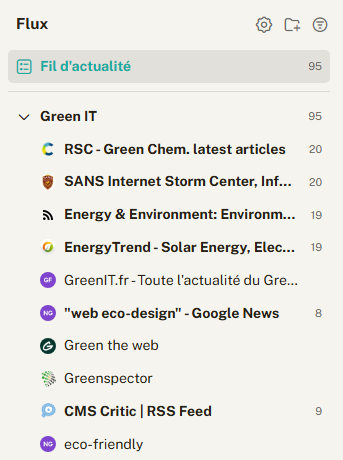 Flux
Fil d'actualité 95
Green IT 95
RSC - Green Chem. latest articles 20
SANS Internet Storm Center, Inf... 20
Energy & Environment: Environm... 19
EnergyTrend - Solar Energy, Elec... 19
GF GreenIT.fr - Toute l'actualité du Gre...
NG "web eco-design" - Google News 8
Green the web
Greenspector
CMS Critic | RSS Feed 9
NG eco-friendly